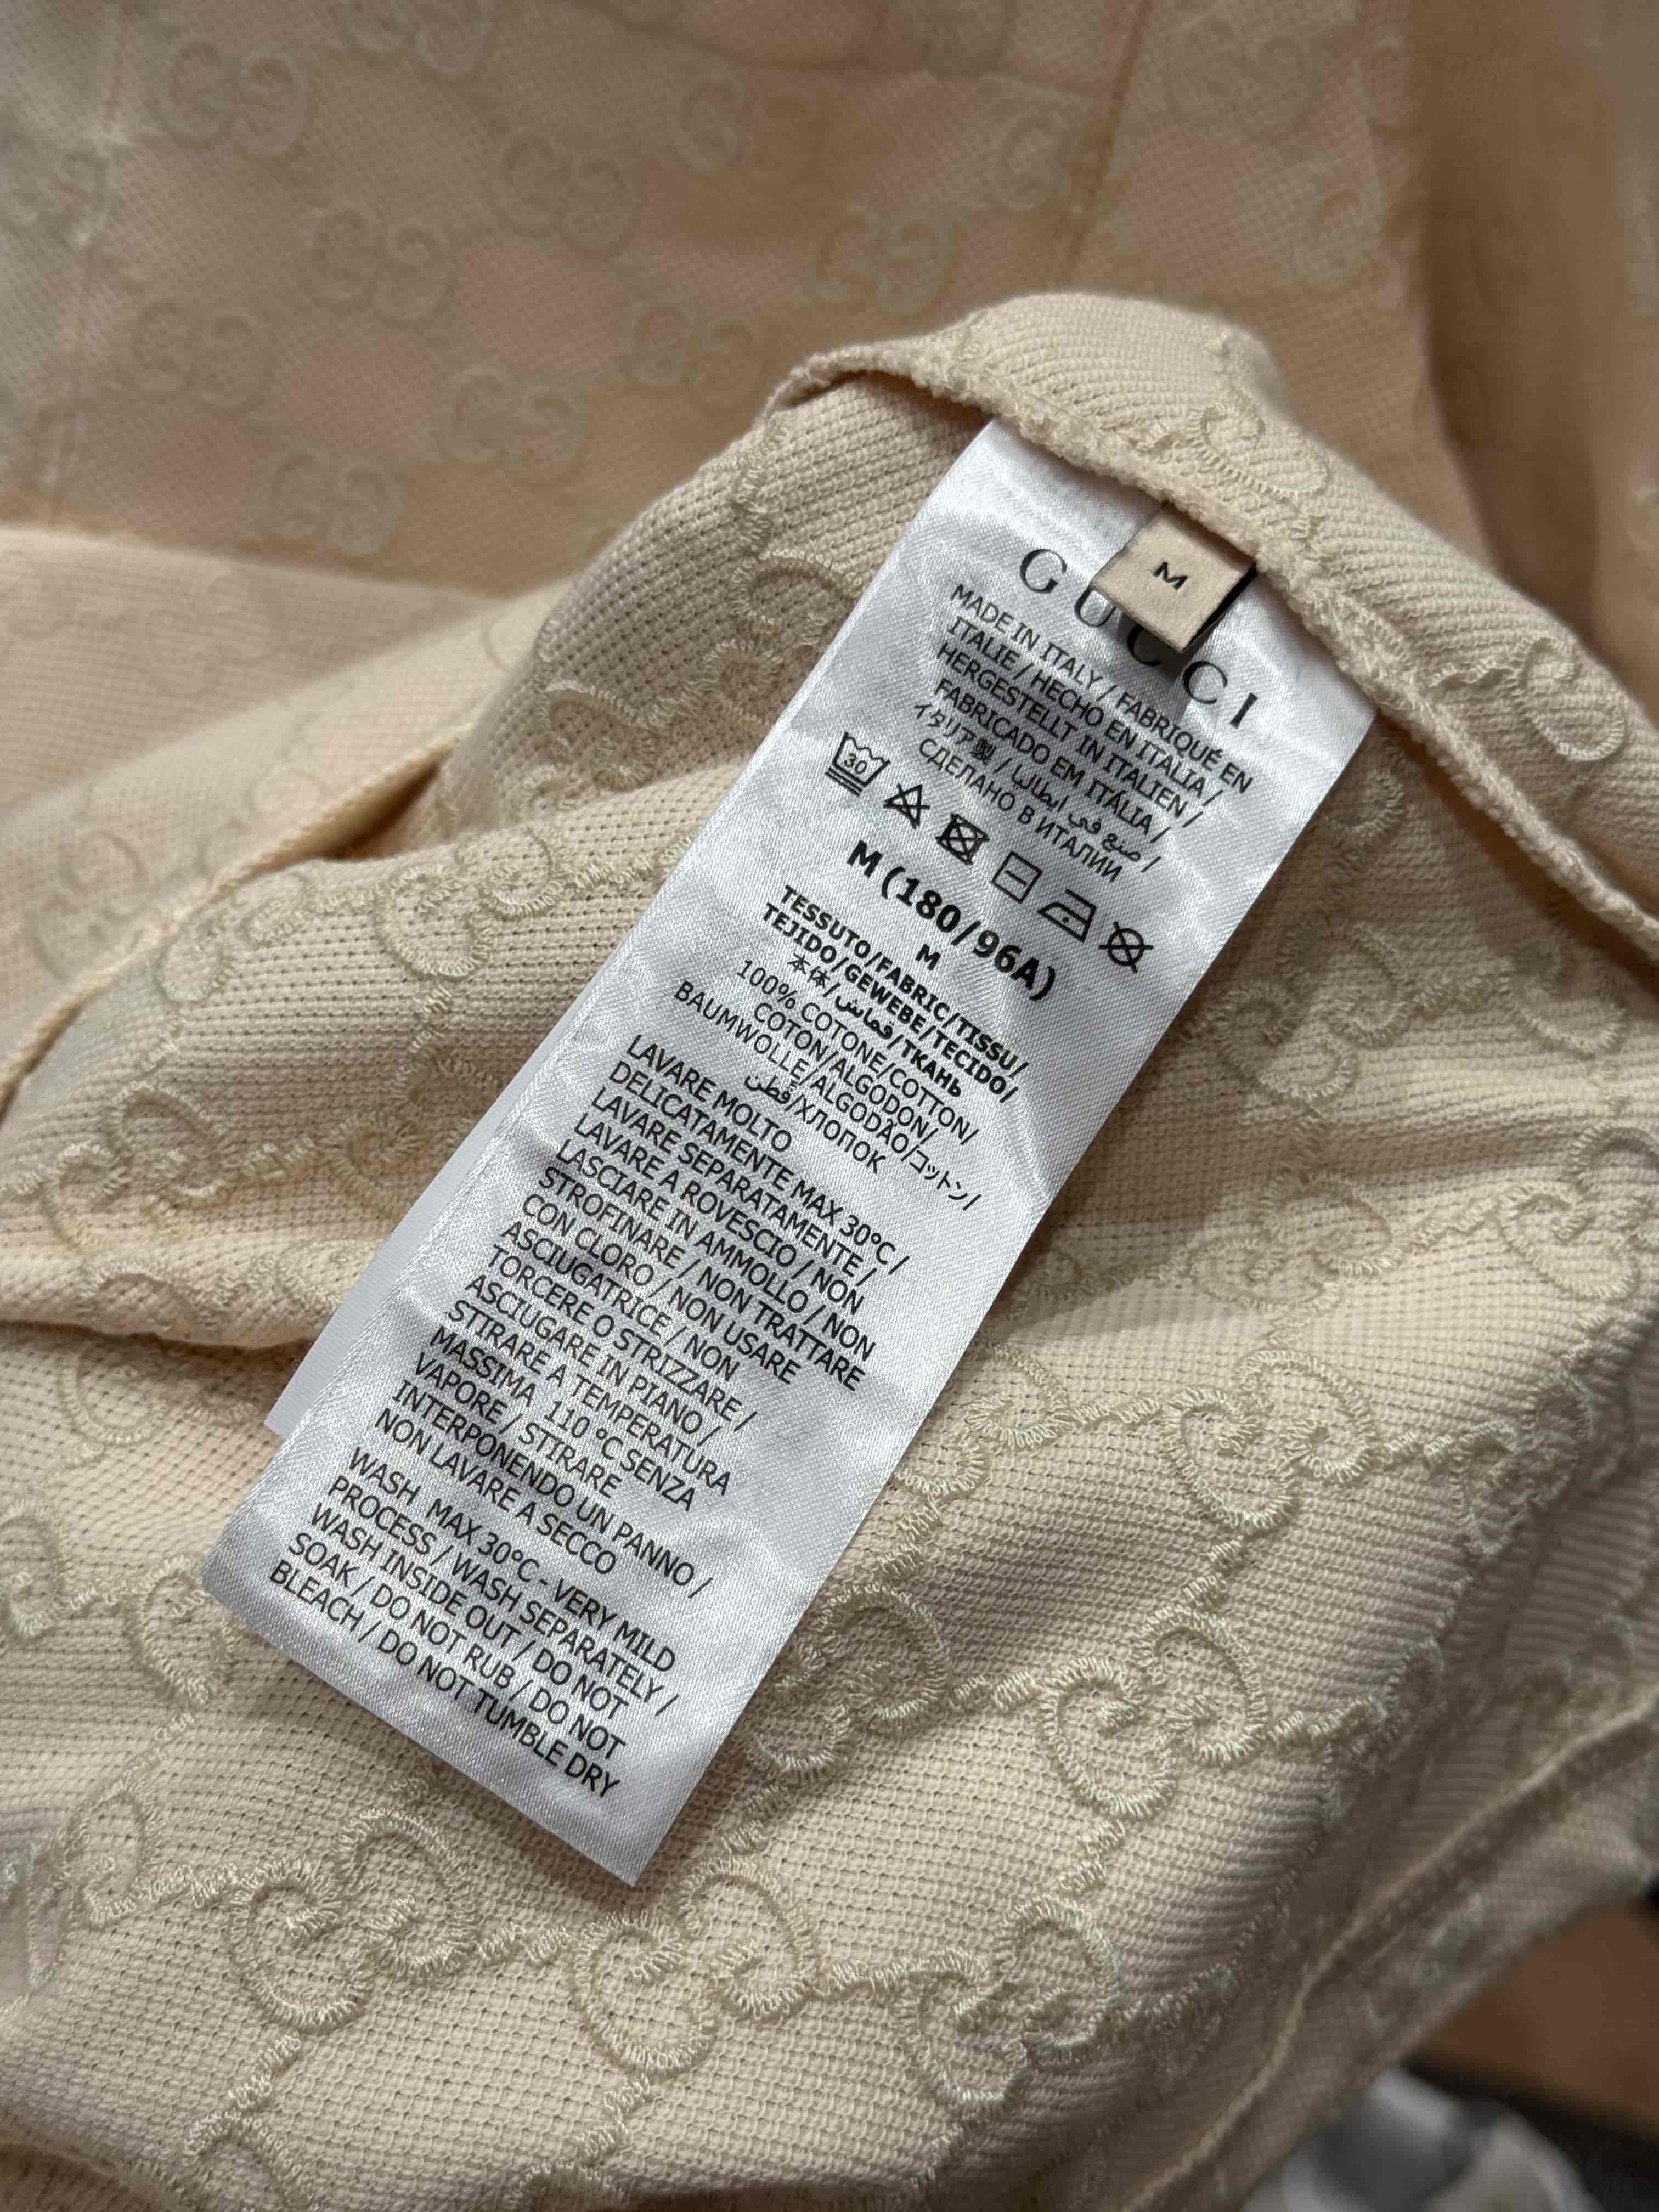 M
GUCCI
MADE IN ITALY / FABRIQUÉ EN
ITALIE / HECHO EN ITALIA /
HERGESTELLT IN ITALIEN /
FABRICADO EM ITÁLIA /
イタリア製 / صنع في ايطاليا /
СДЕЛАНО В ИТАЛИИ
30
M (180/96A)
M
TESSUTO/FABRIC/TISSU/
TEJIDO/GEWEBE/TECIDO/
本体/قماش/ТКАНЬ
100% COTONE/COTTON/
COTON/ALGODON/
BAUMWOLLE/ALGODÃO/コットン/
قطن/ХЛОПОК
LAVARE MOLTO
DELICATAMENTE MAX 30°C /
LAVARE SEPARATAMENTE /
LAVARE A ROVESCIO / NON
LASCIARE IN AMMOLLO / NON
STROFINARE / NON TRATTARE
CON CLORO / NON USARE
ASCIUGATRICE / NON
TORCERE O STRIZZARE /
ASCIUGARE IN PIANO /
STIRARE A TEMPERATURA
MASSIMA 110 °C SENZA
VAPORE / STIRARE
INTERPONENDO UN PANNO /
NON LAVARE A SECCO
WASH MAX 30°C - VERY MILD
PROCESS / WASH SEPARATELY /
WASH INSIDE OUT / DO NOT
SOAK / DO NOT RUB / DO NOT
BLEACH / DO NOT TUMBLE DRY